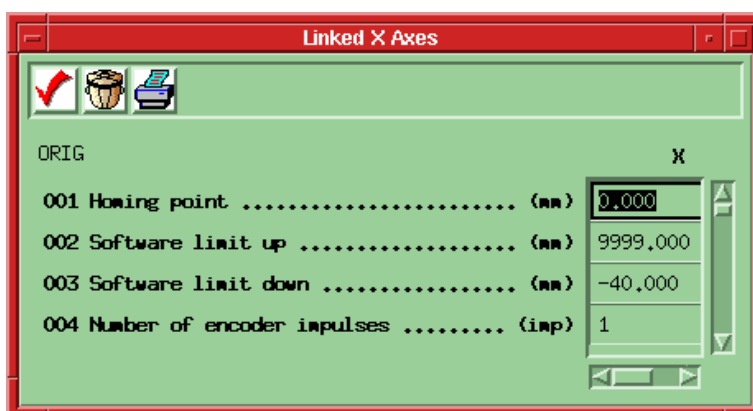 Linked X Axes
ORIG X
001 Homing point ........................ (mm) 0.000
002 Software limit up ................... (mm) 9999.000
003 Software limit down ................. (mm) -40.000
004 Number of encoder impulses ......... (imp) 1